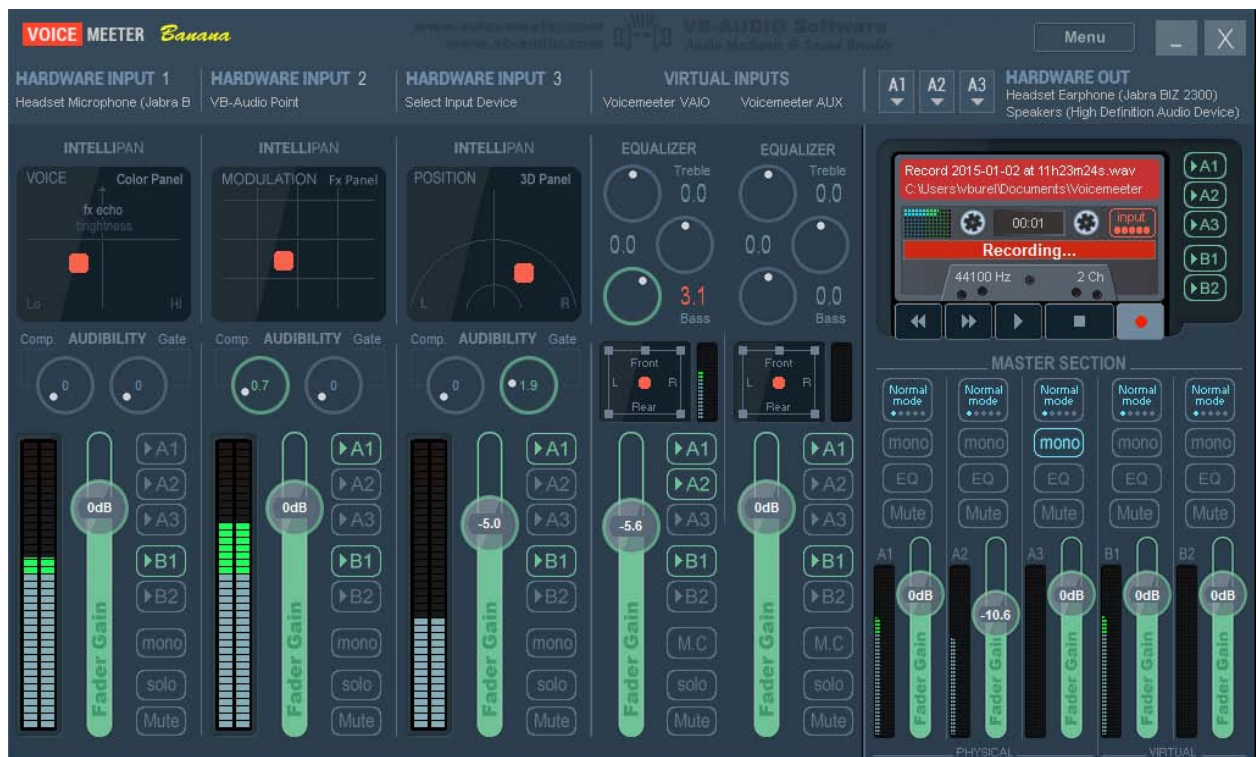 VOICE MEETER Banana
www.vb-audio.com
VB-AUDIO Software
Menu
HARDWARE INPUT 1
Headset Microphone (Jabra B
HARDWARE INPUT 2
VB-Audio Point
HARDWARE INPUT 3
Select Input Device
VIRTUAL INPUTS
Voicemeeter VAIO Voicemeeter AUX
A1 A2 A3
HARDWARE OUT
Headset Earphone (Jabra BIZ 2300)
Speakers (High Definition Audio Device)
INTELLIPAN
VOICE Color Panel
fx echo
brightness
Lo Hi
INTELLIPAN
MODULATION Fx Panel
INTELLIPAN
POSITION 3D Panel
L R
EQUALIZER
Treble
0.0
0.0
3.1
Bass
EQUALIZER
Treble
0.0
0.0
0.0
Bass
Record 2015-01-02 at 11h23m24s.wav
C:\Users\vburel\Documents\Voicemeeter
00:01
input
Recording...
44100 Hz 2 Ch
A1
A2
A3
B1
B2
Comp. AUDIBILITY Gate
0 0
Comp. AUDIBILITY Gate
0.7 0
Comp. AUDIBILITY Gate
0 1.9
Front
L R
Rear
Front
L R
Rear
0dB
Fader Gain
A1
A2
A3
B1
B2
mono
solo
Mute
0dB
Fader Gain
A1
A2
A3
B1
B2
mono
solo
Mute
-5.0
Fader Gain
A1
A2
A3
B1
B2
mono
solo
Mute
-5.6
Fader Gain
A1
A2
A3
B1
B2
M.C
solo
Mute
0dB
Fader Gain
A1
A2
A3
B1
B2
M.C
solo
Mute
MASTER SECTION
Normal mode Normal mode Normal mode Normal mode Normal mode
mono mono mono mono mono
EQ EQ EQ EQ EQ
Mute Mute Mute Mute Mute
A1 A2 A3 B1 B2
0dB -10.6 0dB 0dB 0dB
Fader Gain Fader Gain Fader Gain Fader Gain Fader Gain
PHYSICAL VIRTUAL